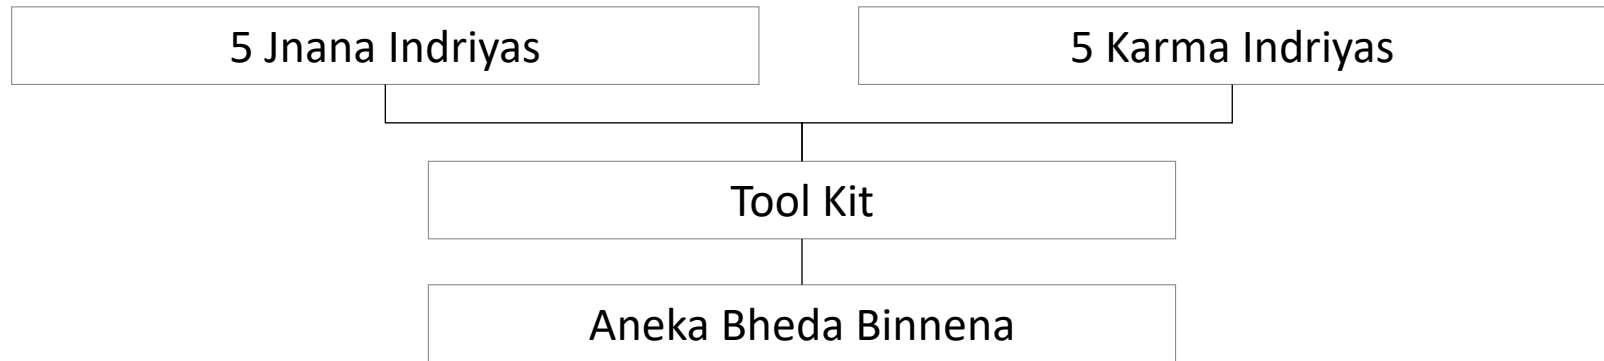 5 Jnana Indriyas
5 Karma Indriyas
Tool Kit
Aneka Bheda Binnena